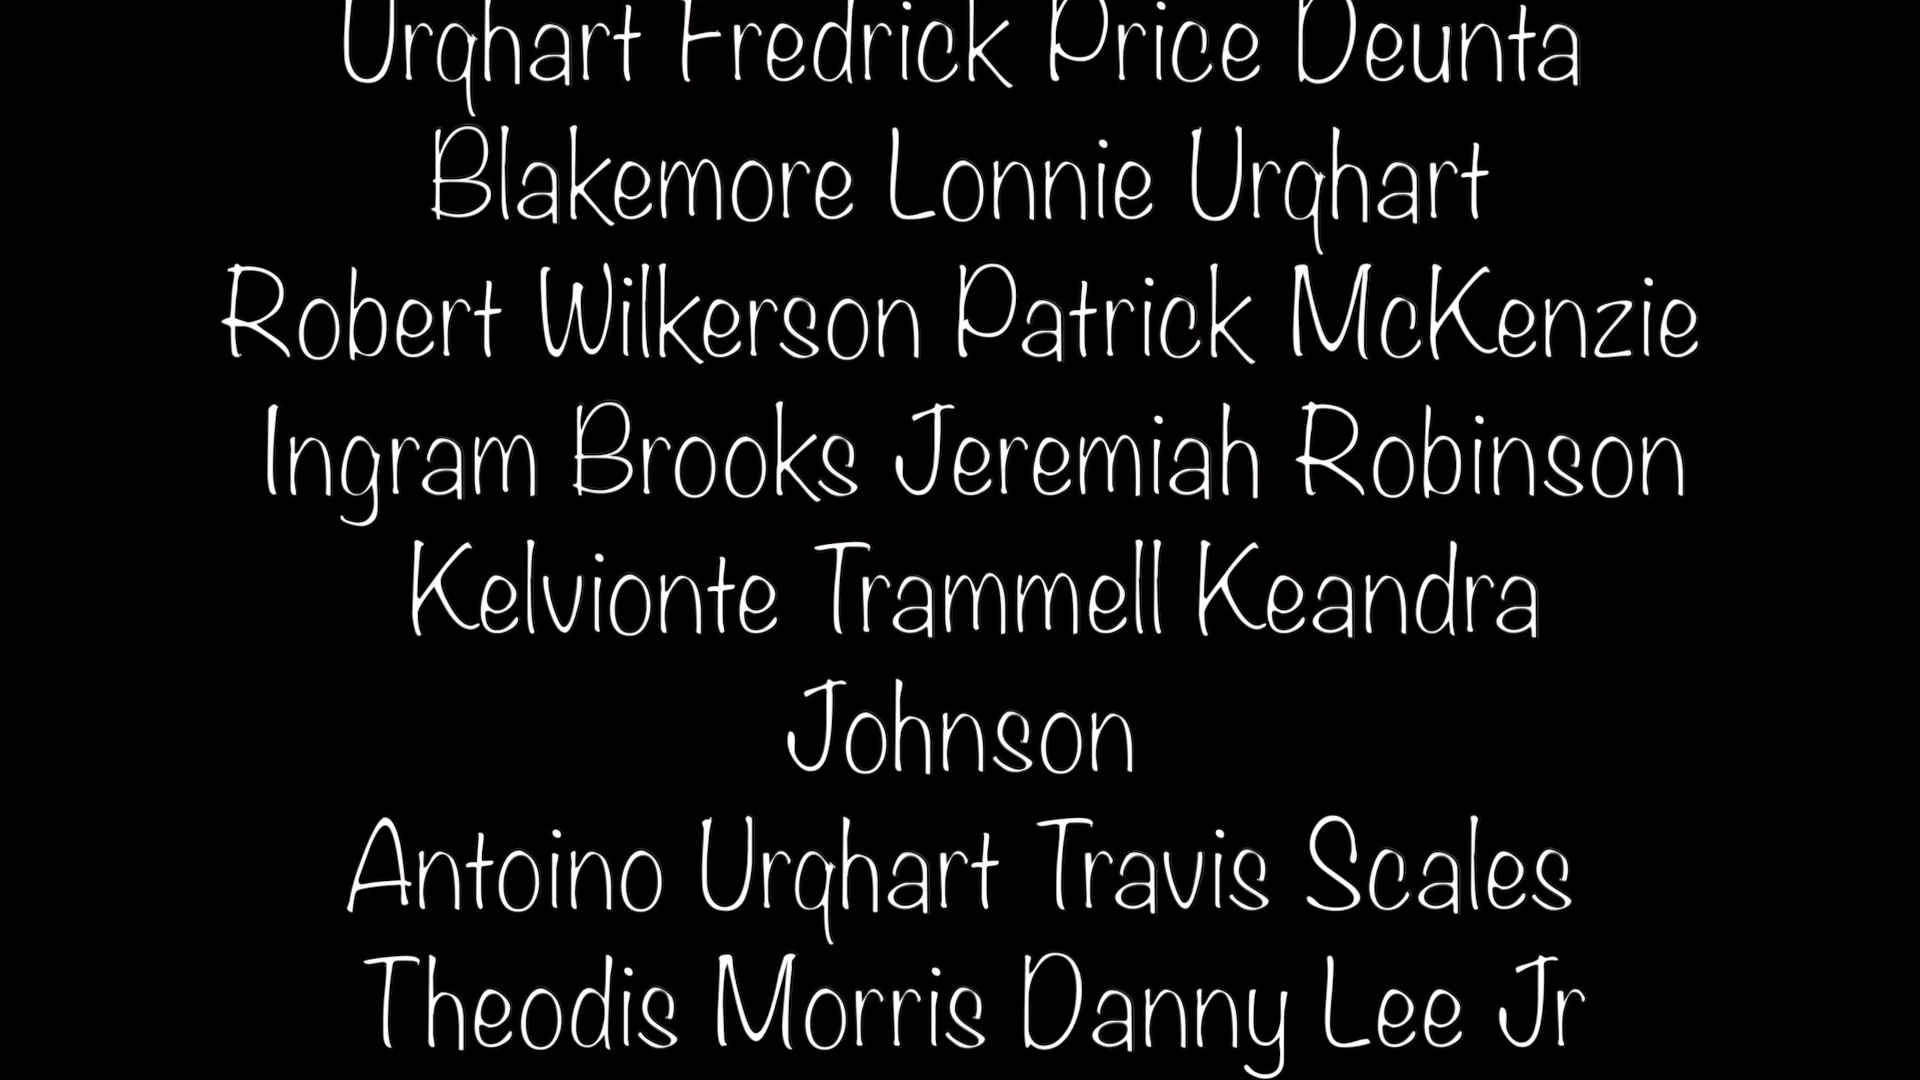 Urqhart Fredrick Price Deunta
Blakemore Lonnie Urqhart
Robert Wilkerson Patrick McKenzie
Ingram Brooks Jeremiah Robinson
Kelvionte Trammell Keandra
Johnson
Antoino Urqhart Travis Scales
Theodis Morris Danny Lee Jr